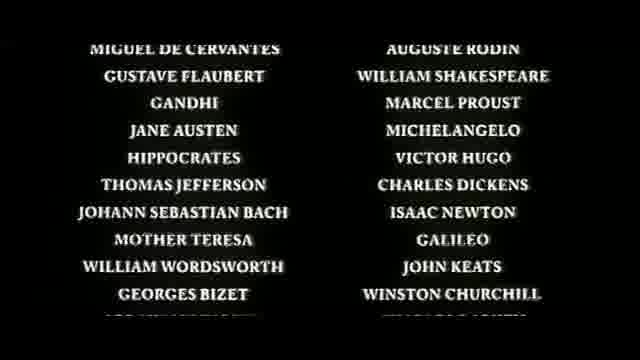 MIGUEL DE CERVANTES AUGUSTE RODIN
GUSTAVE FLAUBERT WILLIAM SHAKESPEARE
GANDHI MARCEL PROUST
JANE AUSTEN MICHELANGELO
HIPPOCRATES VICTOR HUGO
THOMAS JEFFERSON CHARLES DICKENS
JOHANN SEBASTIAN BACH ISAAC NEWTON
MOTHER TERESA GALILEO
WILLIAM WORDSWORTH JOHN KEATS
GEORGES BIZET WINSTON CHURCHILL